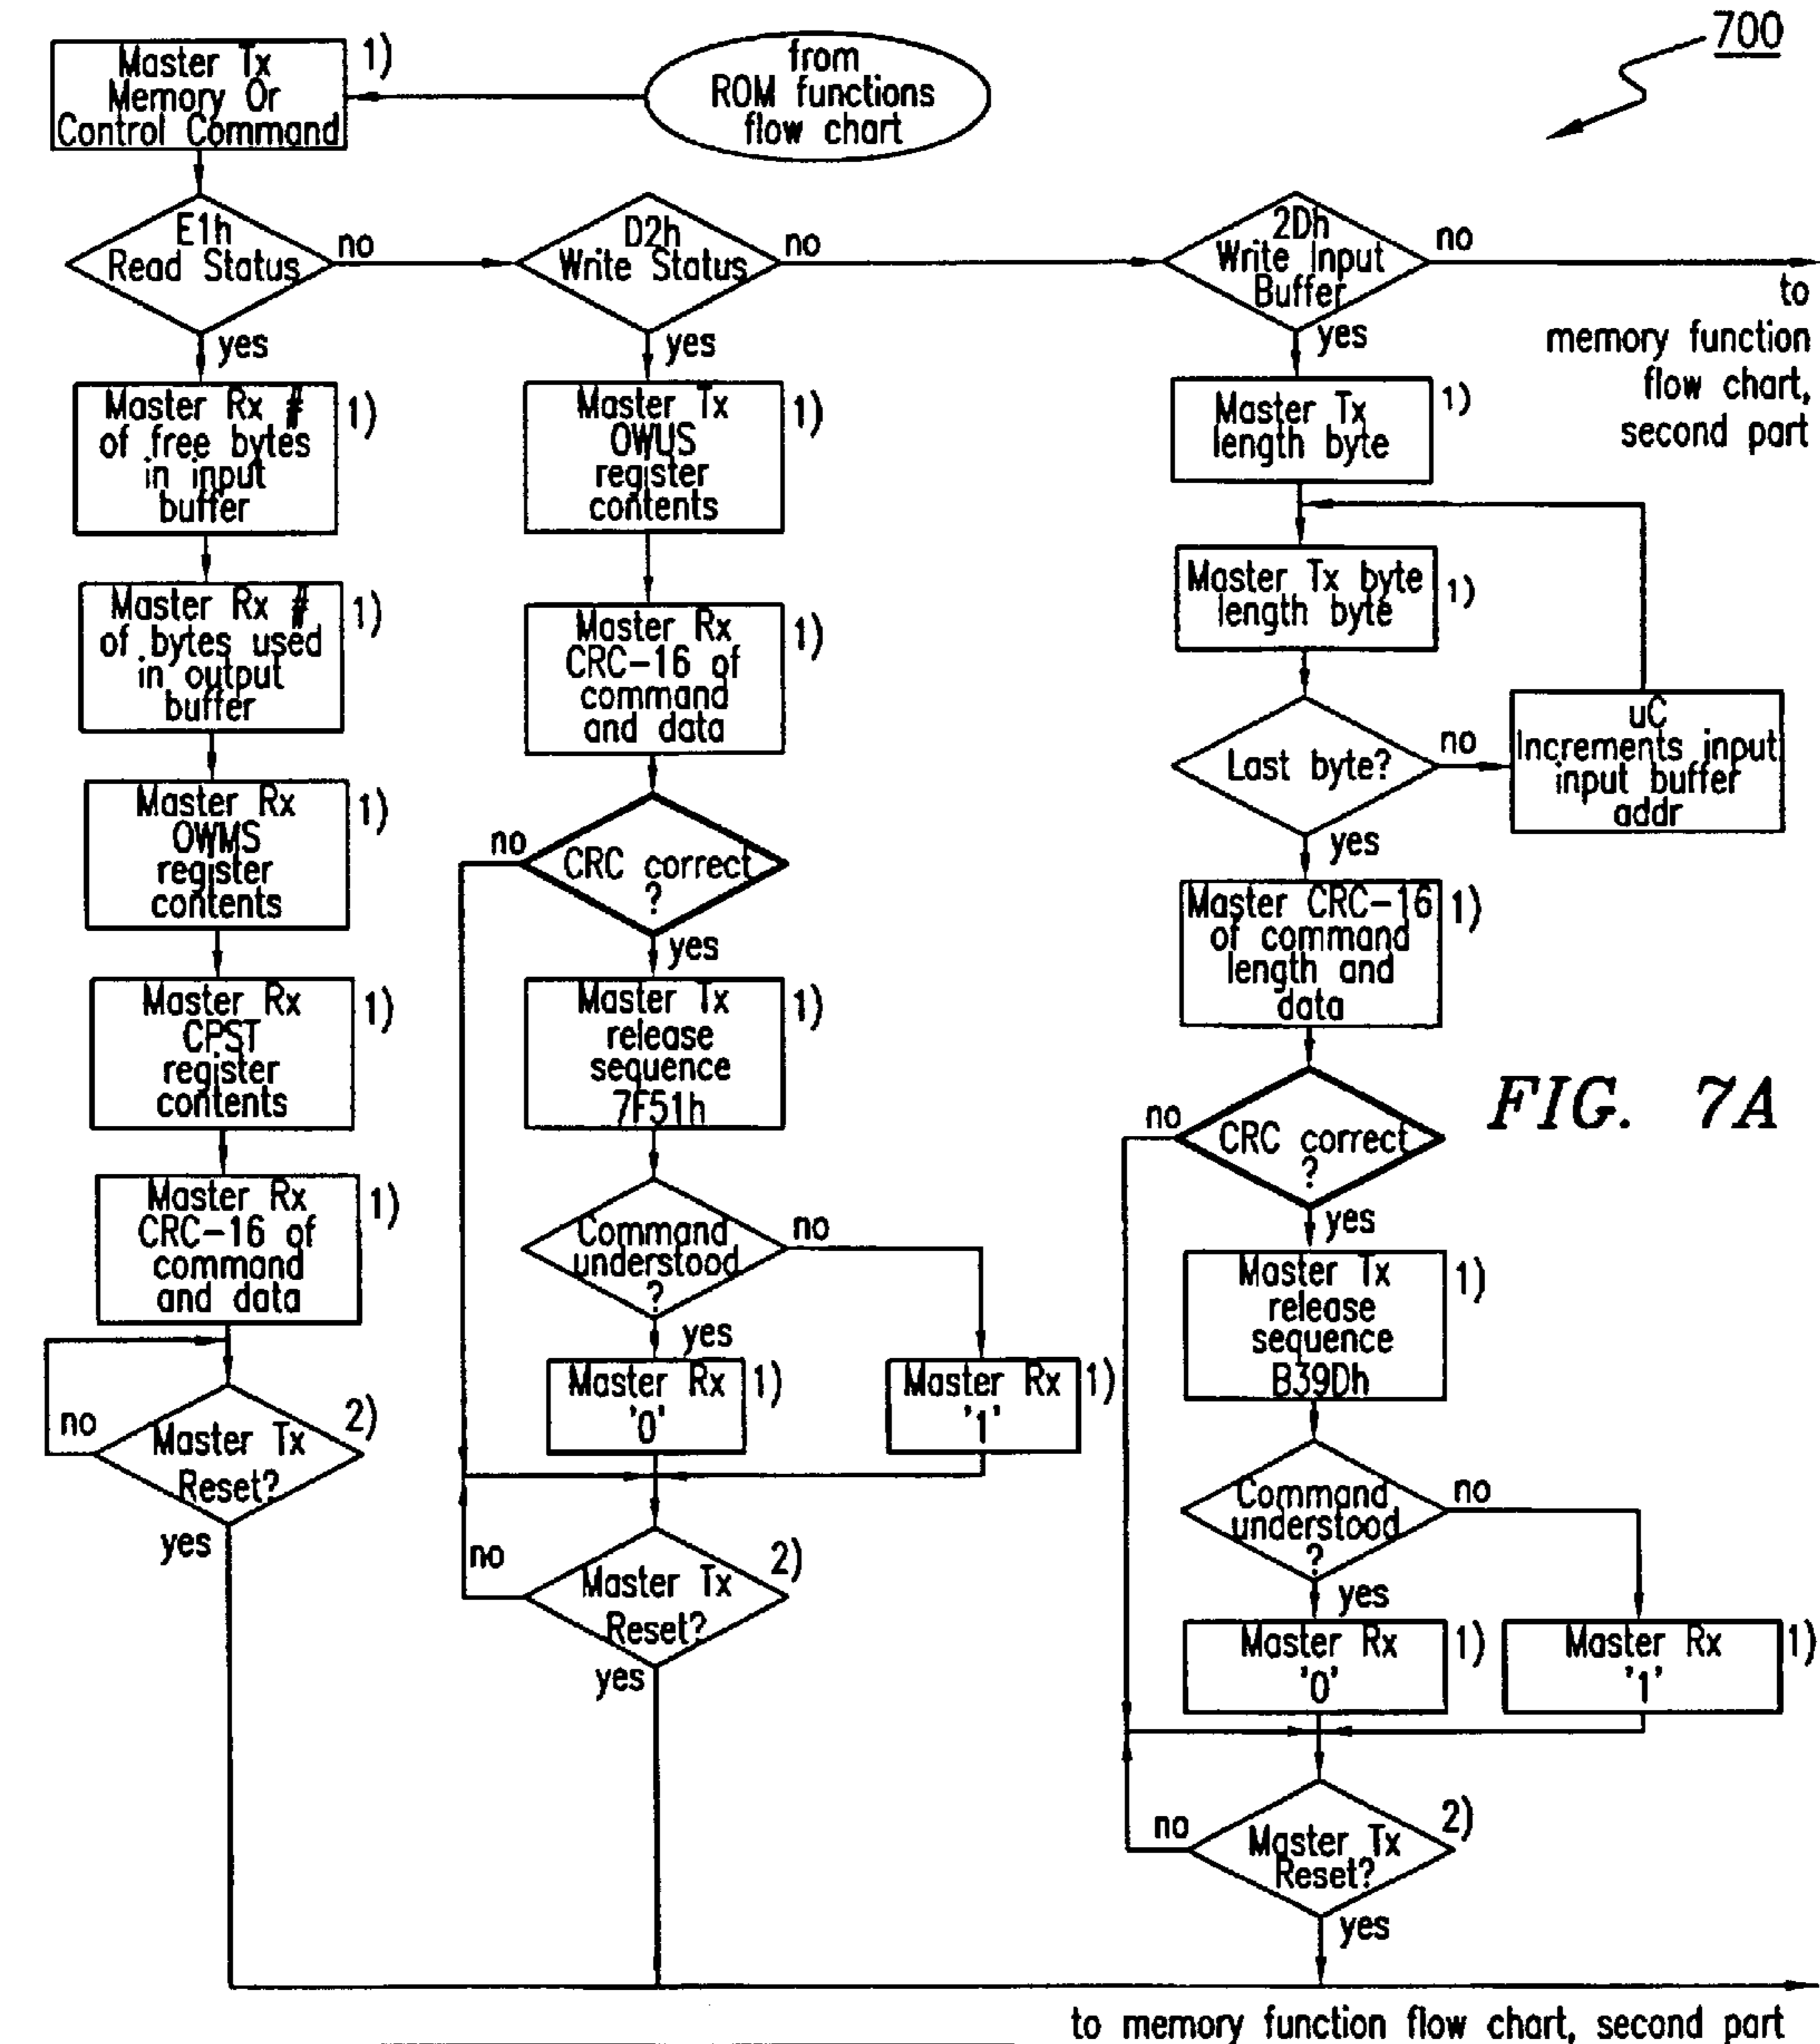 700
Master Tx
Memory Or
Control Command
1)
from
ROM functions
flow chart
E1h
Read Status
no
yes
D2h
Write Status
no
yes
2Dh
Write Input
Buffer
no
yes
to
memory function
flow chart,
second part
Master Rx #
of free bytes
in input
buffer
1)
Master Rx #
of bytes used
in output
buffer
1)
Master Rx
OWMS
register
contents
1)
Master Rx
CPST
register
contents
1)
Master Rx
CRC-16 of
command
and data
1)
Master Tx
Reset?
2)
no
yes
Master Tx
OWUS
register
contents
1)
Master Rx
CRC-16 of
command
and data
1)
CRC correct
?
no
yes
Master Tx
release
sequence
7F51h
1)
Command
understood
?
no
yes
Master Rx
'0'
1)
Master Rx
'1'
1)
Master Tx
Reset?
2)
no
yes
Master Tx
length byte
1)
Master Tx byte
length byte
1)
Last byte?
no
yes
uC
Increments input
input buffer
addr
Master CRC-16
of command
length and
data
1)
CRC correct
?
no
yes
FIG. 7A
Master Tx
release
sequence
B39Dh
1)
Command
understood
?
no
yes
Master Rx
'0'
1)
Master Rx
'1'
1)
Master Tx
Reset?
2)
no
yes
to memory function flow chart, second part